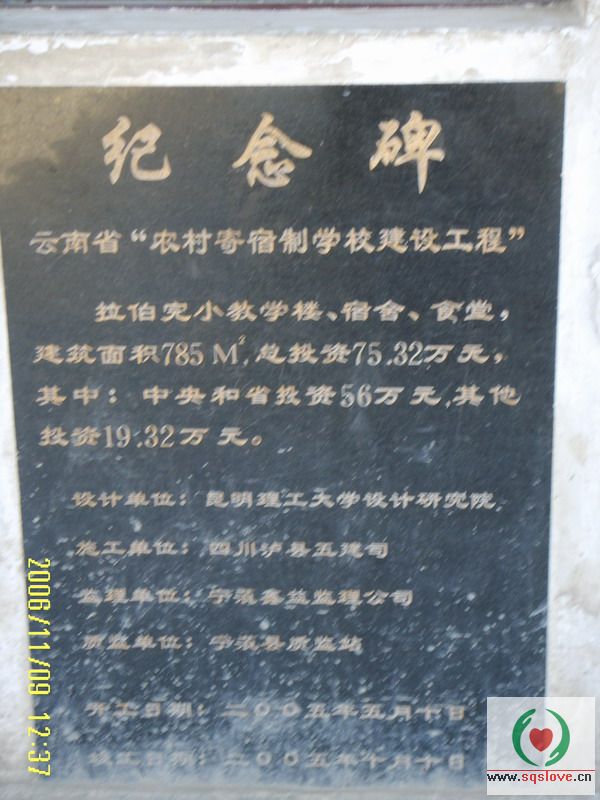 纪念碑
云南省“农村寄宿制学校建设工程”
拉伯完小教学楼、宿舍、食堂，
建筑面积785M²，总投资75.32万元，
其中：中央和省投资56万元，其他
投资19.32万元。
设计单位：昆明理工大学设计研究院
施工单位：四川泸县五建司
监理单位：宁蒗鑫益监理公司
质监单位：宁蒗县质监站
开工日期：二00五年五月十日
竣工日期：二00五年十月十日
2006/11/09 12:37
www.sqslove.cn